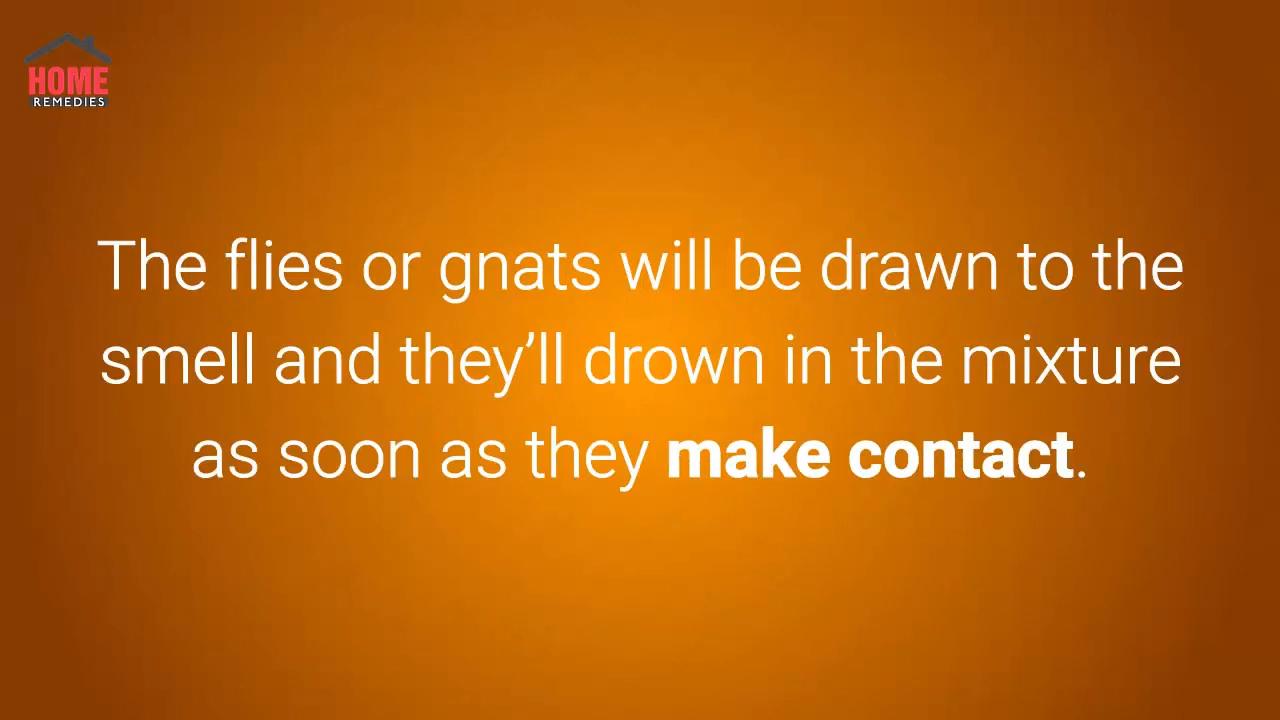 HOME
REMEDIES
The flies or gnats will be drawn to the
smell and they’ll drown in the mixture
as soon as they make contact.